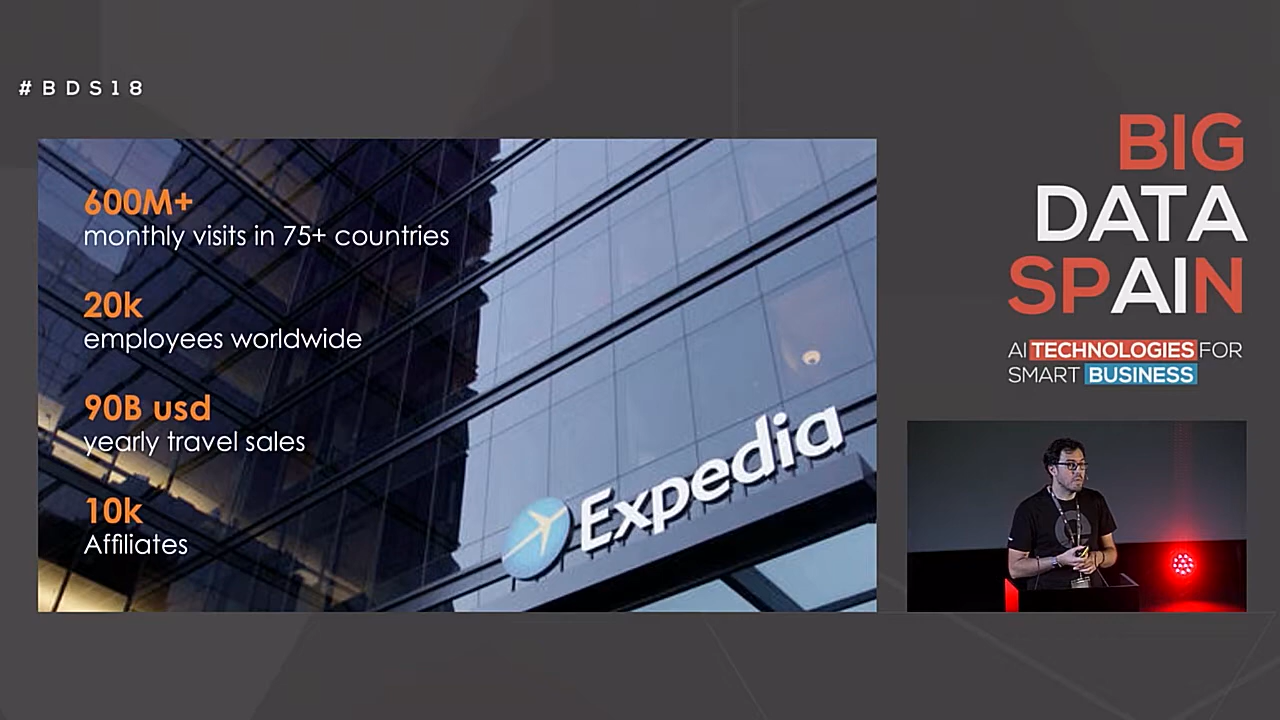 #BDS18
600M+
monthly visits in 75+ countries
20k
employees worldwide
90B usd
yearly travel sales
10k
Affiliates
Expedia
BIG
DATA
SPAIN
AI TECHNOLOGIES FOR
SMART BUSINESS